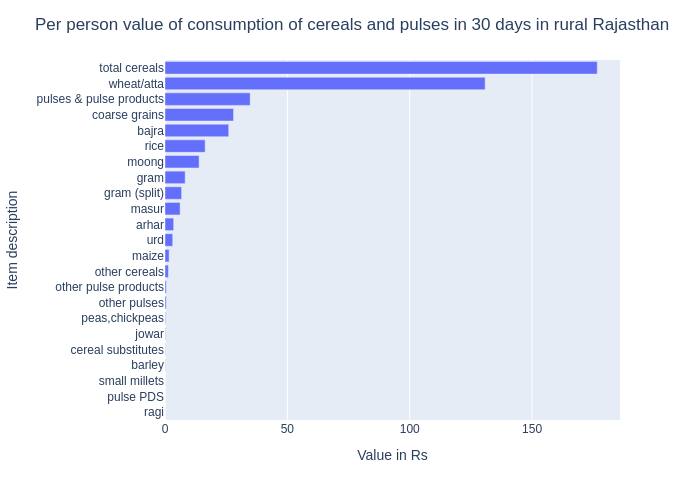 Per person value of consumption of cereals and pulses in 30 days in rural Rajasthan
total cereals
wheat/atta
pulses & pulse products
coarse grains
bajra
rice
moong
gram
gram (split)
masur
arhar
urd
maize
other cereals
other pulse products
other pulses
peas,chickpeas
jowar
cereal substitutes
barley
small millets
pulse PDS
ragi
Item description
0 50 100 150
Value in Rs